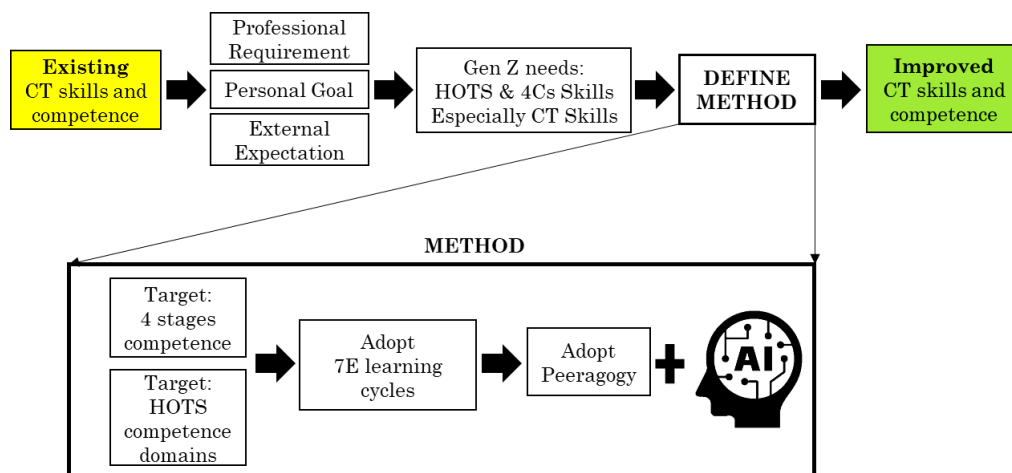 Existing
CT skills and
competence
Professional
Requirement
Personal Goal
External
Expectation
Gen Z needs:
HOTS & 4Cs Skills
Especially CT Skills
DEFINE
METHOD
Improved
CT skills and
competence
METHOD
Target:
4 stages
competence
Target:
HOTS
competence
domains
Adopt
7E learning
cycles
Adopt
Peeragogy
AI